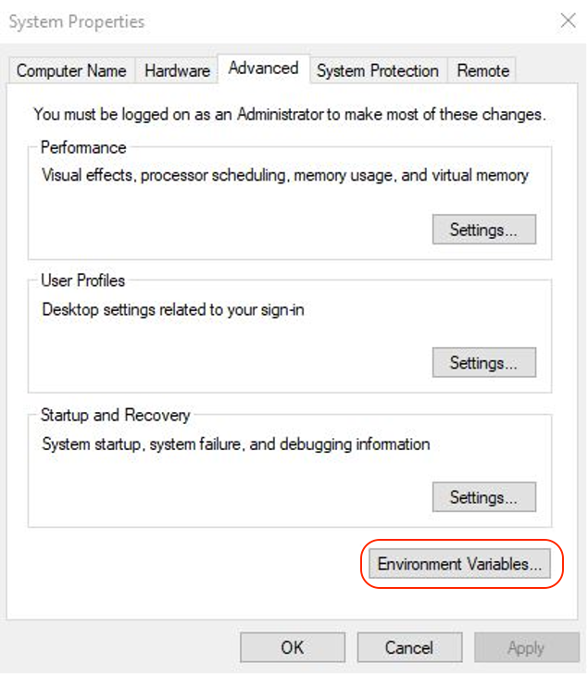 System Properties
Computer Name Hardware Advanced System Protection Remote
You must be logged on as an Administrator to make most of these changes.
Performance
Visual effects, processor scheduling, memory usage, and virtual memory
Settings...
User Profiles
Desktop settings related to your sign-in
Settings...
Startup and Recovery
System startup, system failure, and debugging information
Settings...
Environment Variables...
OK Cancel Apply